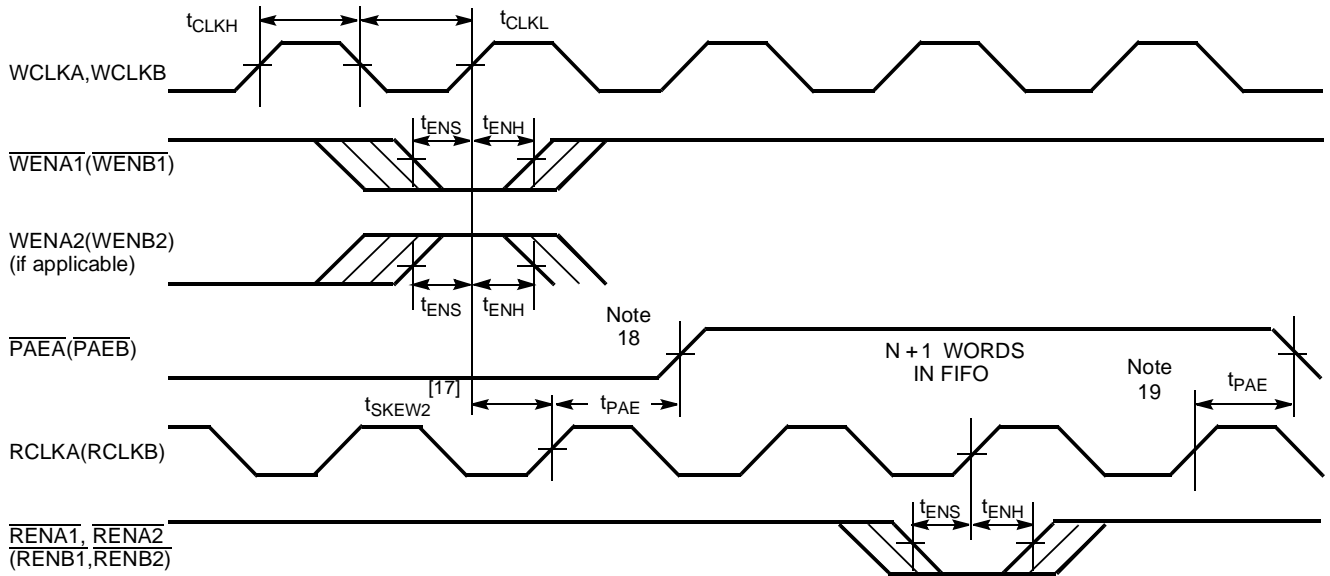 tCLKH
tCLKL
WCLKA,WCLKB
tENS
tENH
WENA1(WENB1)
WENA2(WENB2)
(if applicable)
tENS
tENH
Note
18
PAEA(PAEB)
N +1 WORDS
IN FIFO
Note
19
tPAE
[17]
tSKEW2
tPAE
RCLKA(RCLKB)
tENS
tENH
RENA1, RENA2
(RENB1,RENB2)